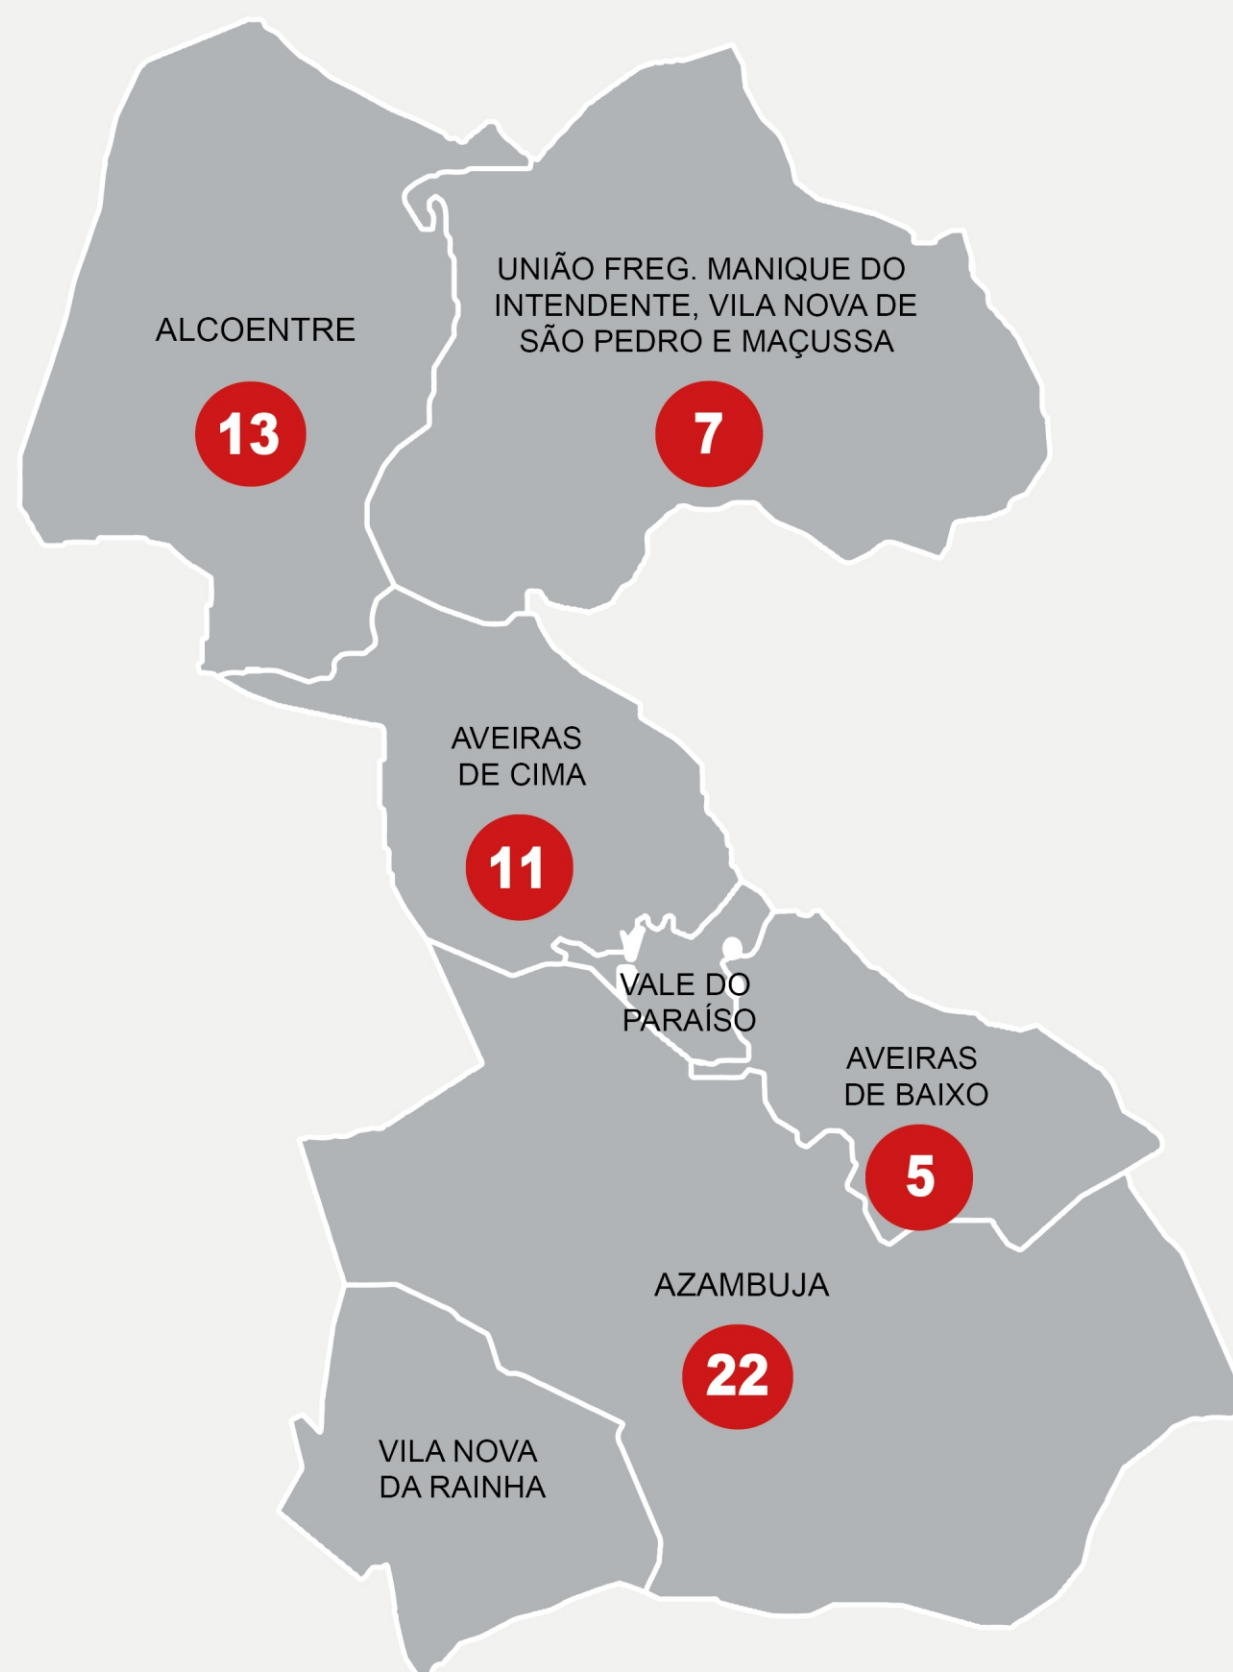 ALCOENTRE
13
UNIÃO FREG. MANIQUE DO
INTENDENTE, VILA NOVA DE
SÃO PEDRO E MAÇUSSA
7
AVEIRAS
DE CIMA
11
VALE DO
PARAÍSO
AVEIRAS
DE BAIXO
5
AZAMBUJA
22
VILA NOVA
DA RAINHA